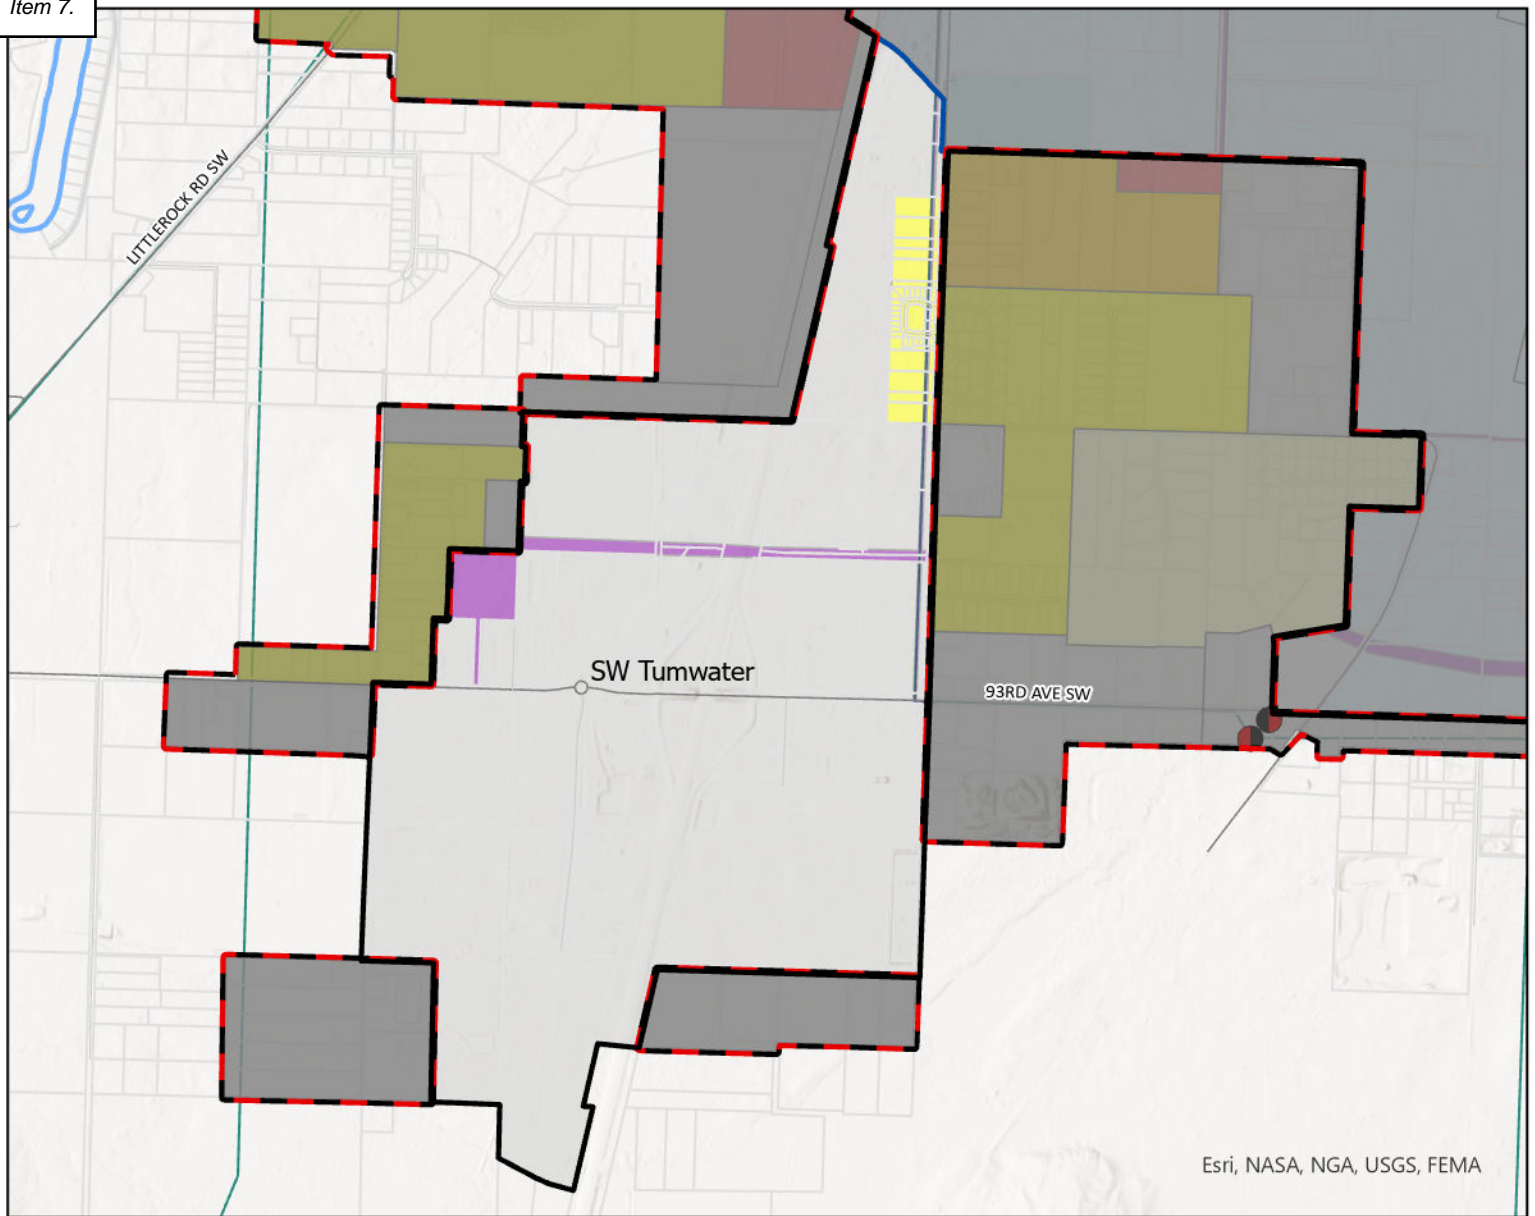 Item 7.
LITTLEROCK RD SW
SW Tumwater
93RD AVE SW
Esri, NASA, NGA, USGS, FEMA